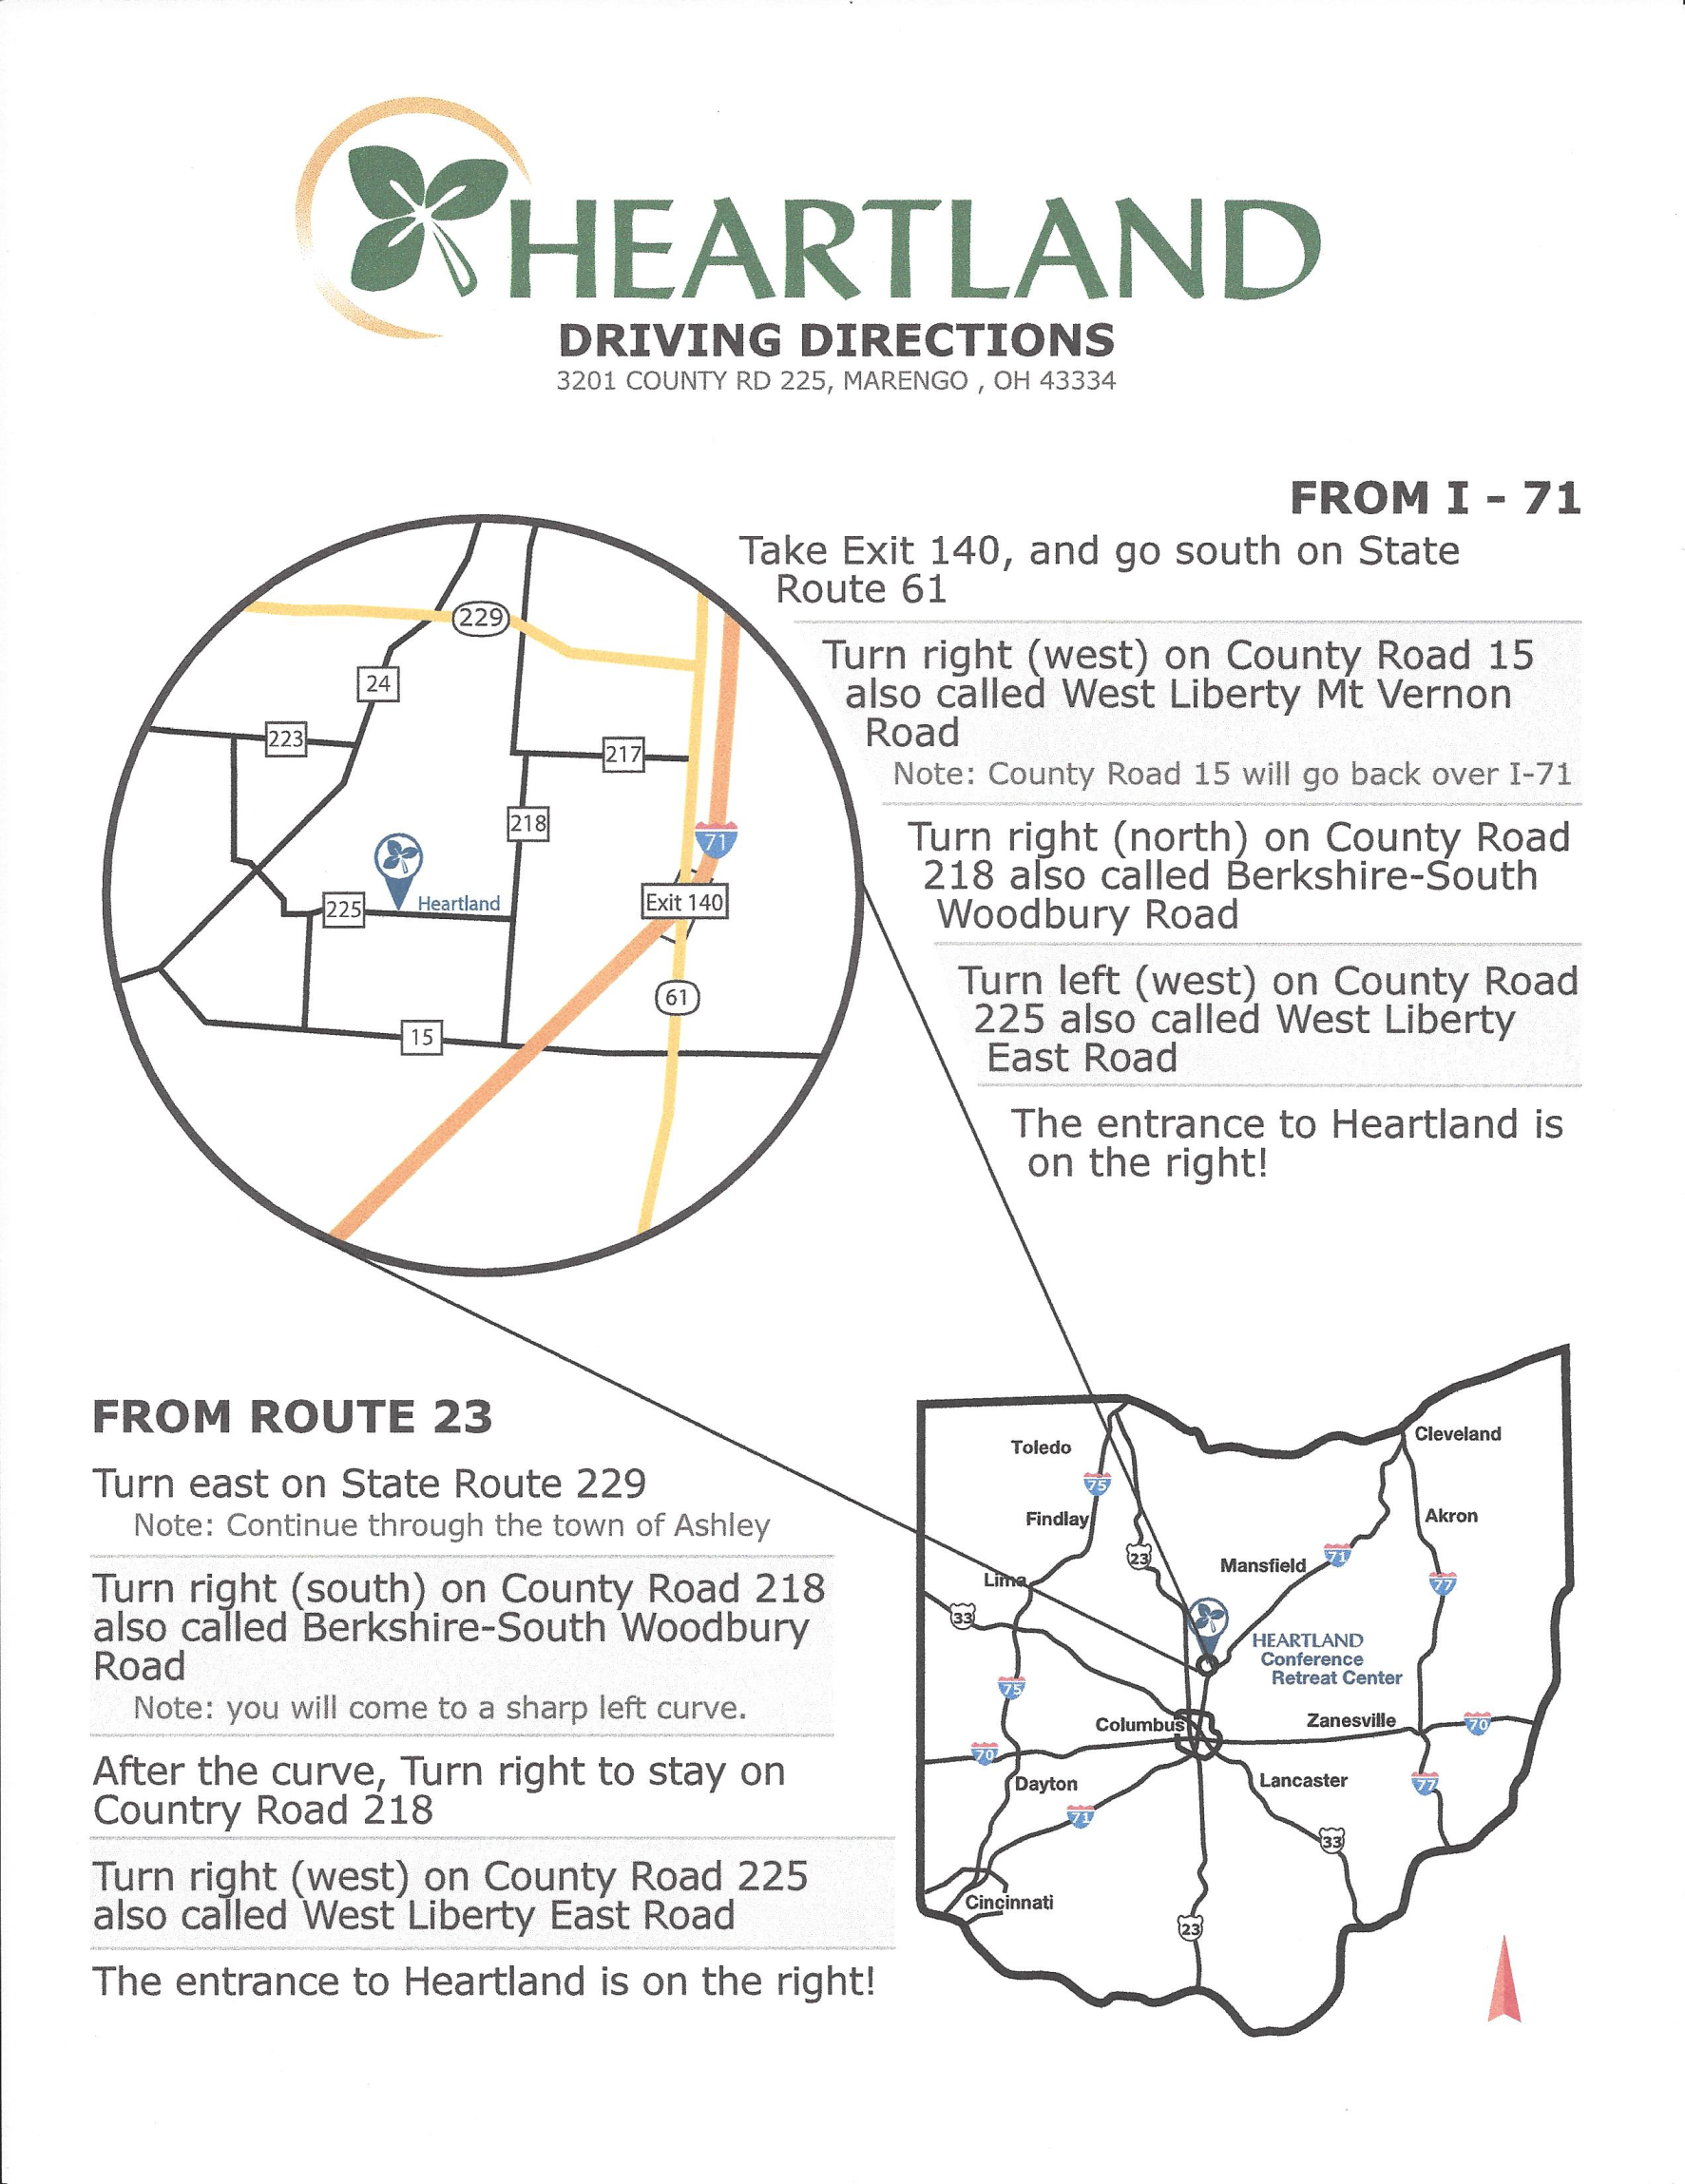 HEARTLAND
DRIVING DIRECTIONS
3201 COUNTY RD 225, MARENGO , OH 43334
FROM I - 71
Take Exit 140, and go south on State
Route 61
Turn right (west) on County Road 15
also called West Liberty Mt Vernon
Road
Note: County Road 15 will go back over I-71
Turn right (north) on County Road
218 also called Berkshire-South
Woodbury Road
Turn left (west) on County Road
225 also called West Liberty
East Road
The entrance to Heartland is
on the right!
229
24
223
217
218
71
Heartland
225
Exit 140
61
15
FROM ROUTE 23
Turn east on State Route 229
Note: Continue through the town of Ashley
Turn right (south) on County Road 218
also called Berkshire-South Woodbury
Road
Note: you will come to a sharp left curve.
After the curve, Turn right to stay on
Country Road 218
Turn right (west) on County Road 225
also called West Liberty East Road
The entrance to Heartland is on the right!
Cleveland
Toledo
75
Findlay
Akron
23
Mansfield
71
Lima
77
33
HEARTLAND
Conference
Retreat Center
75
Columbus
Zanesville
70
70
Dayton
Lancaster
77
71
33
Cincinnati
23